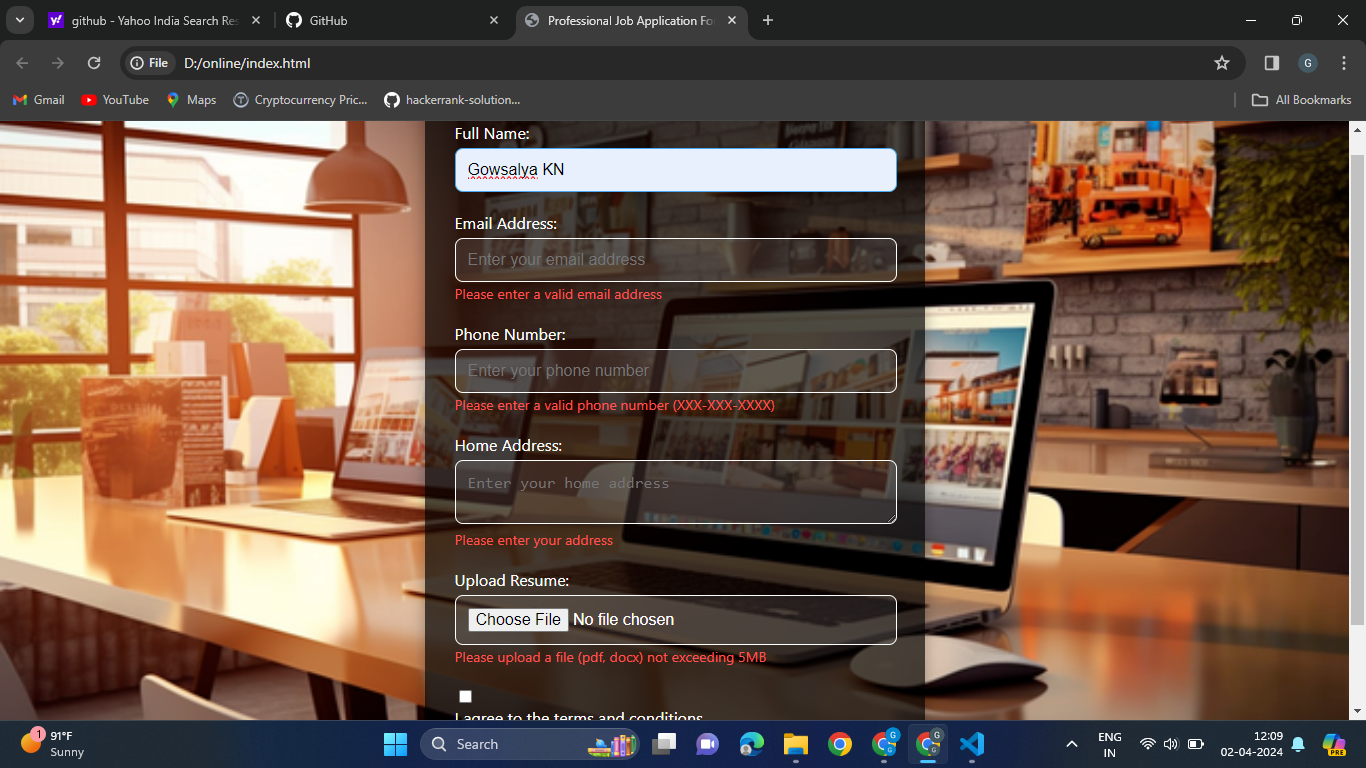 github - Yahoo India Search Res
GitHub
Professional Job Application Fo
File
D:/online/index.html
G
Gmail
YouTube
Maps
Cryptocurrency Pric...
hackerrank-solution...
All Bookmarks
Full Name:
Gowsalya KN
Email Address:
Enter your email address
Please enter a valid email address
Phone Number:
Enter your phone number
Please enter a valid phone number (XXX-XXX-XXXX)
Home Address:
Enter your home address
Please enter your address
Upload Resume:
Choose File No file chosen
Please upload a file (pdf, docx) not exceeding 5MB
I agree to the terms and conditions
1
91°F
Sunny
Search
G
G
ENG
IN
12:09
02-04-2024
PRE